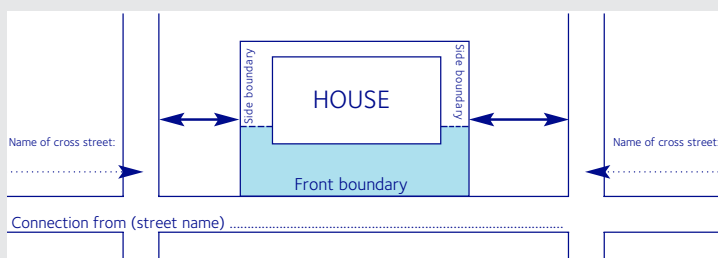 Side boundary
Side boundary
HOUSE
Name of cross street:
Name of cross street:
Front boundary
Connection from (street name)